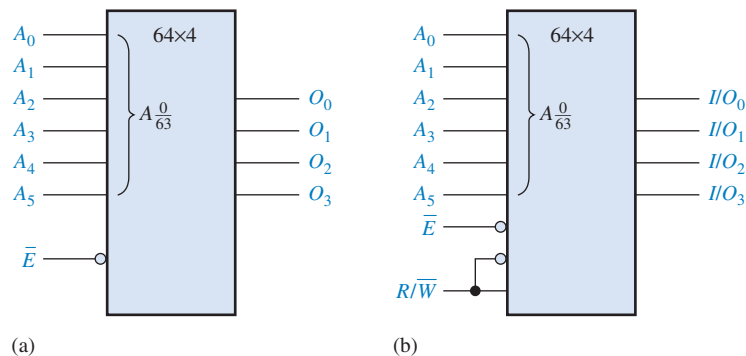 64×4
A₀
A₁
A₂
A₃
A₄
A₅
A 0/63
O₀
O₁
O₂
O₃
E̅
(a)
64×4
A₀
A₁
A₂
A₃
A₄
A₅
A 0/63
I/O₀
I/O₁
I/O₂
I/O₃
E̅
R/W̅
(b)